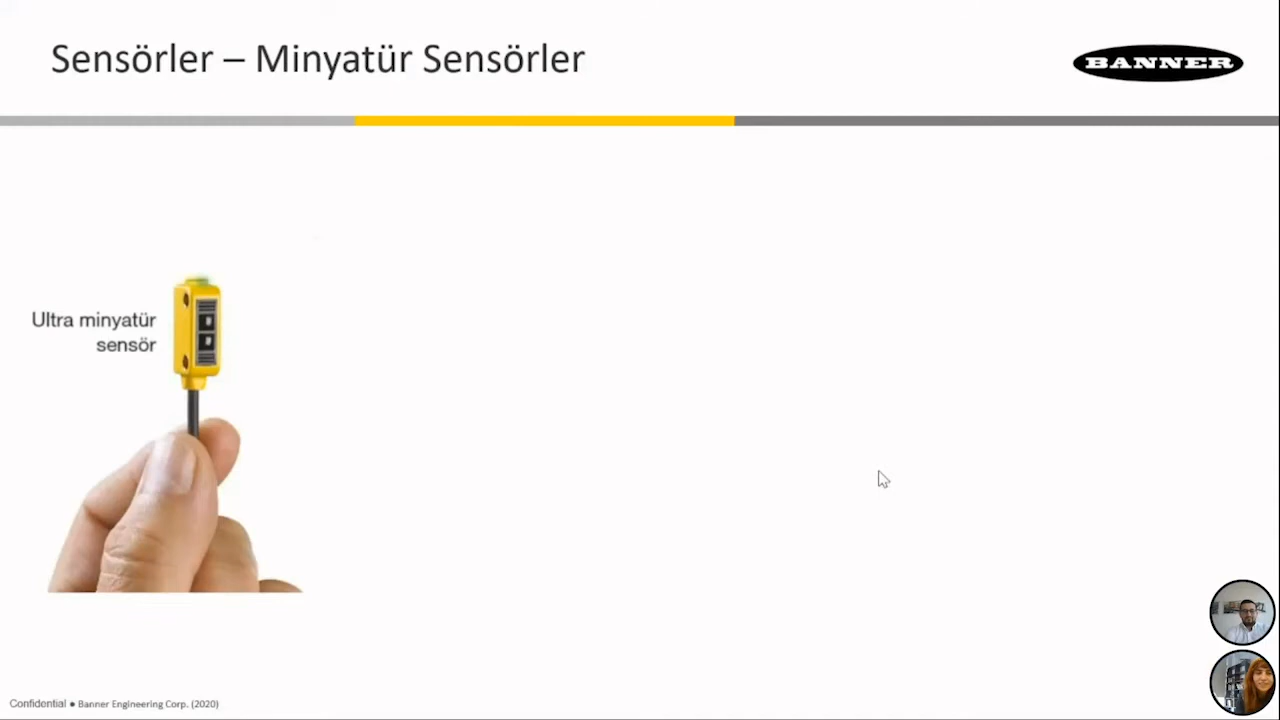 Sensörler – Minyatür Sensörler
BANNER
Ultra minyatür
sensör
Confidential ● Banner Engineering Corp. (2020)